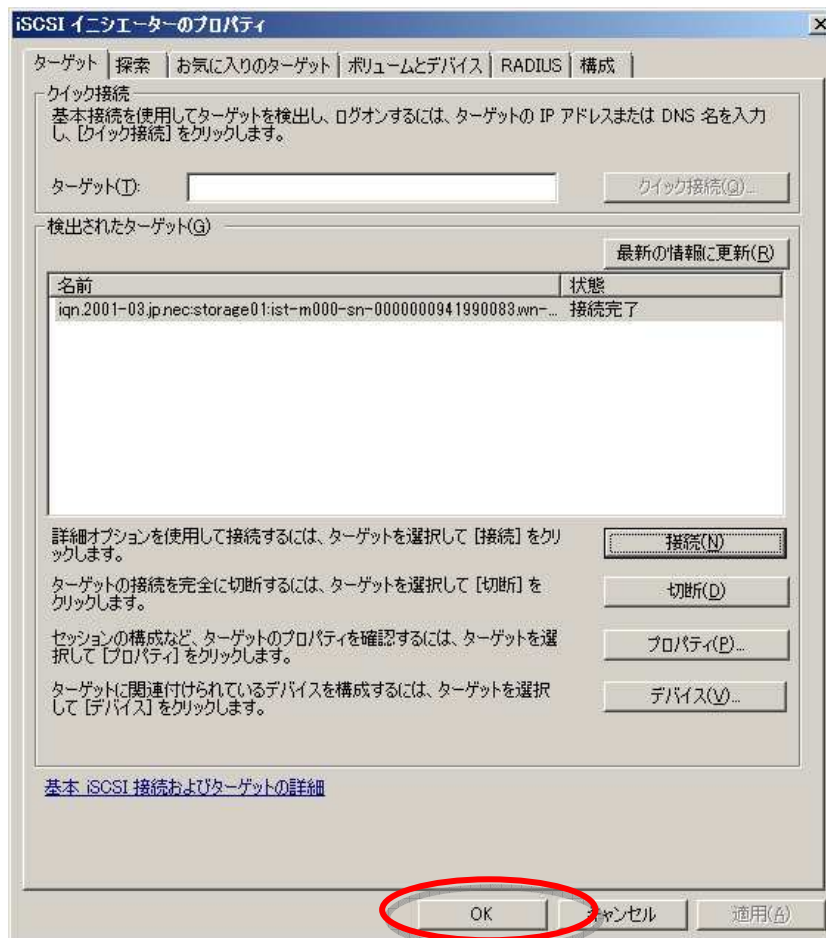 iSCSI イニシエーターのプロパティ
ターゲット 探索 お気に入りのターゲット ボリュームとデバイス RADIUS 構成
クイック接続
基本接続を使用してターゲットを検出し、ログオンするには、ターゲットの IP アドレスまたは DNS 名を入力
し、[クイック接続] をクリックします。
ターゲット(T): クイック接続(Q)...
検出されたターゲット(G)
最新の情報に更新(R)
名前 状態
iqn.2001-03.jp.nec:storage01:ist-m000-sn-0000000941990083.wn-... 接続完了
詳細オプションを使用して接続するには、ターゲットを選択して [接続] をクリ
ックします。
接続(N)
ターゲットの接続を完全に切断するには、ターゲットを選択して [切断] を
クリックします。
切断(D)
セッションの構成など、ターゲットのプロパティを確認するには、ターゲットを選
択して [プロパティ] をクリックします。
プロパティ(P)...
ターゲットに関連付けられているデバイスを構成するには、ターゲットを選択
して [デバイス] をクリックします。
デバイス(V)...
基本 iSCSI 接続およびターゲットの詳細
OK キャンセル 適用(A)